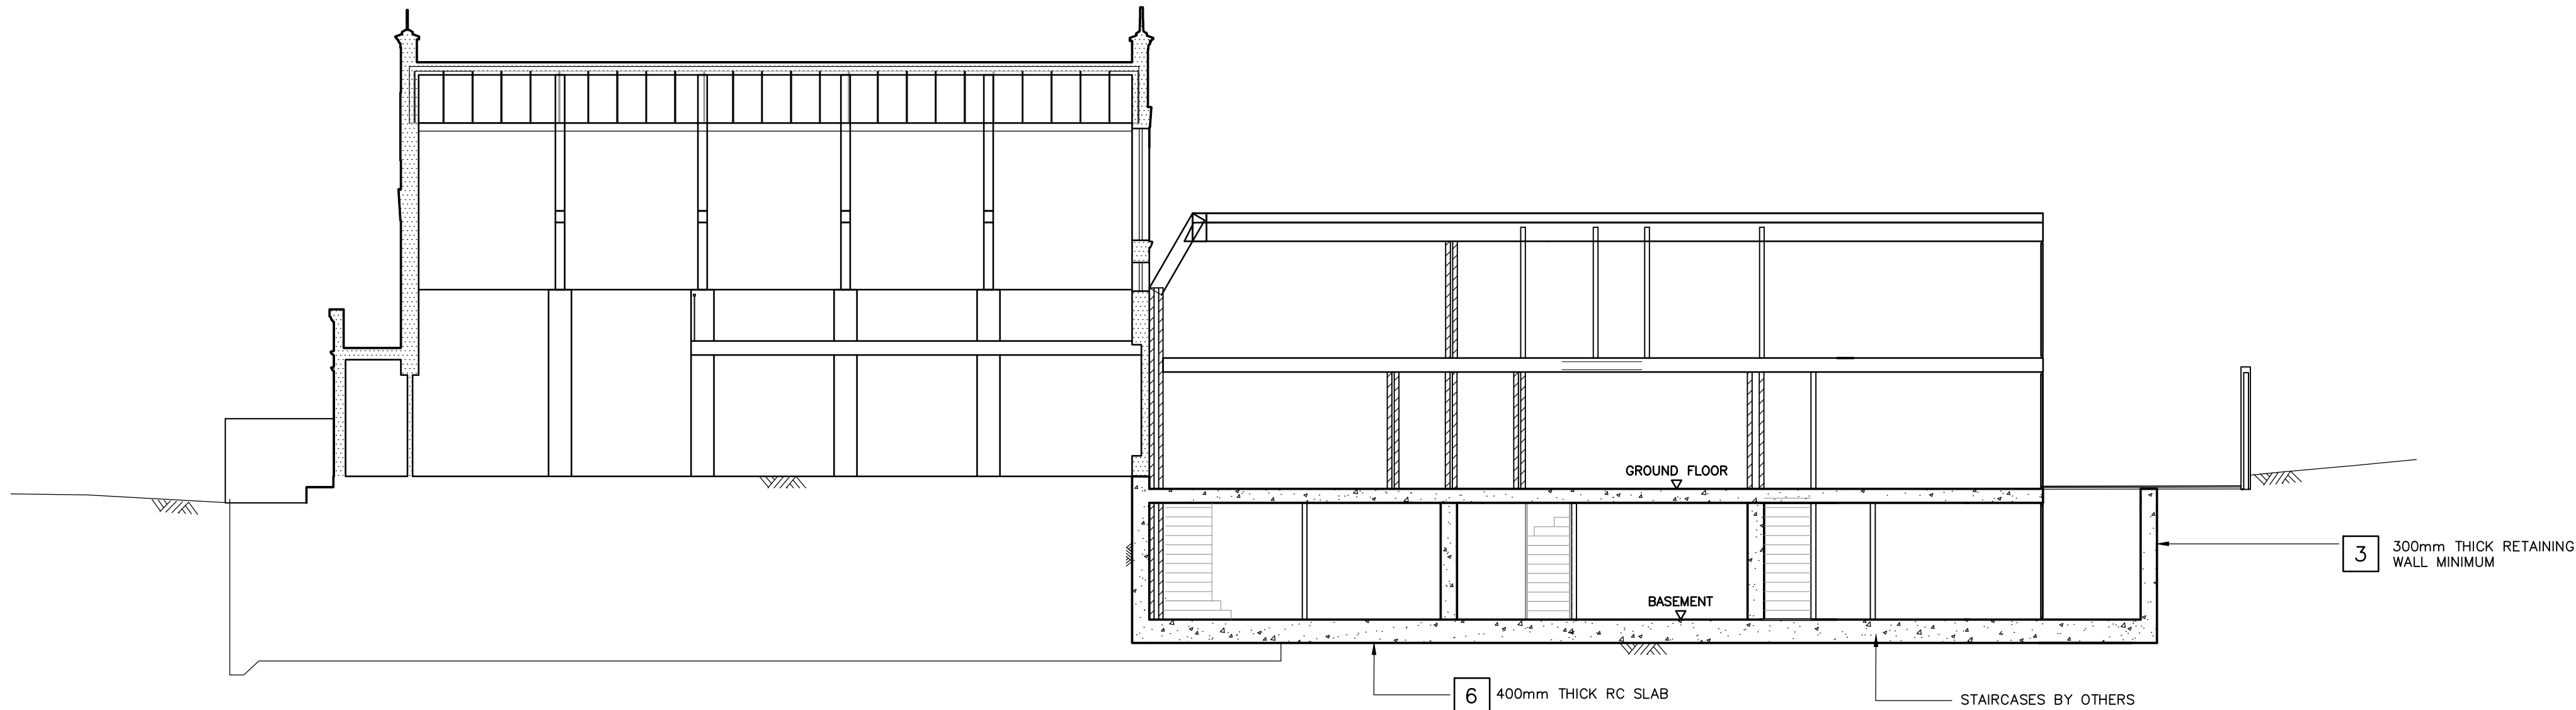 GROUND FLOOR
3
300mm THICK RETAINING
WALL MINIMUM
BASEMENT
6
400mm THICK RC SLAB
STAIRCASES BY OTHERS